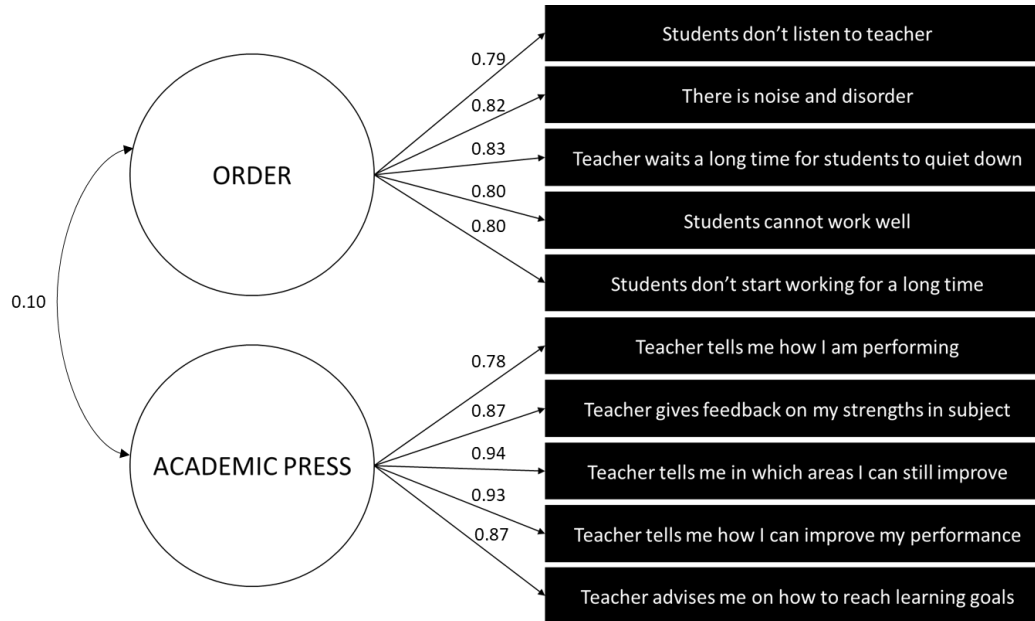 0.79
Students don’t listen to teacher
0.82
There is noise and disorder
0.83
Teacher waits a long time for students to quiet down
ORDER
0.80
Students cannot work well
0.80
Students don’t start working for a long time
0.10
0.78
Teacher tells me how I am performing
0.87
Teacher gives feedback on my strengths in subject
ACADEMIC PRESS
0.94
Teacher tells me in which areas I can still improve
0.93
Teacher tells me how I can improve my performance
0.87
Teacher advises me on how to reach learning goals